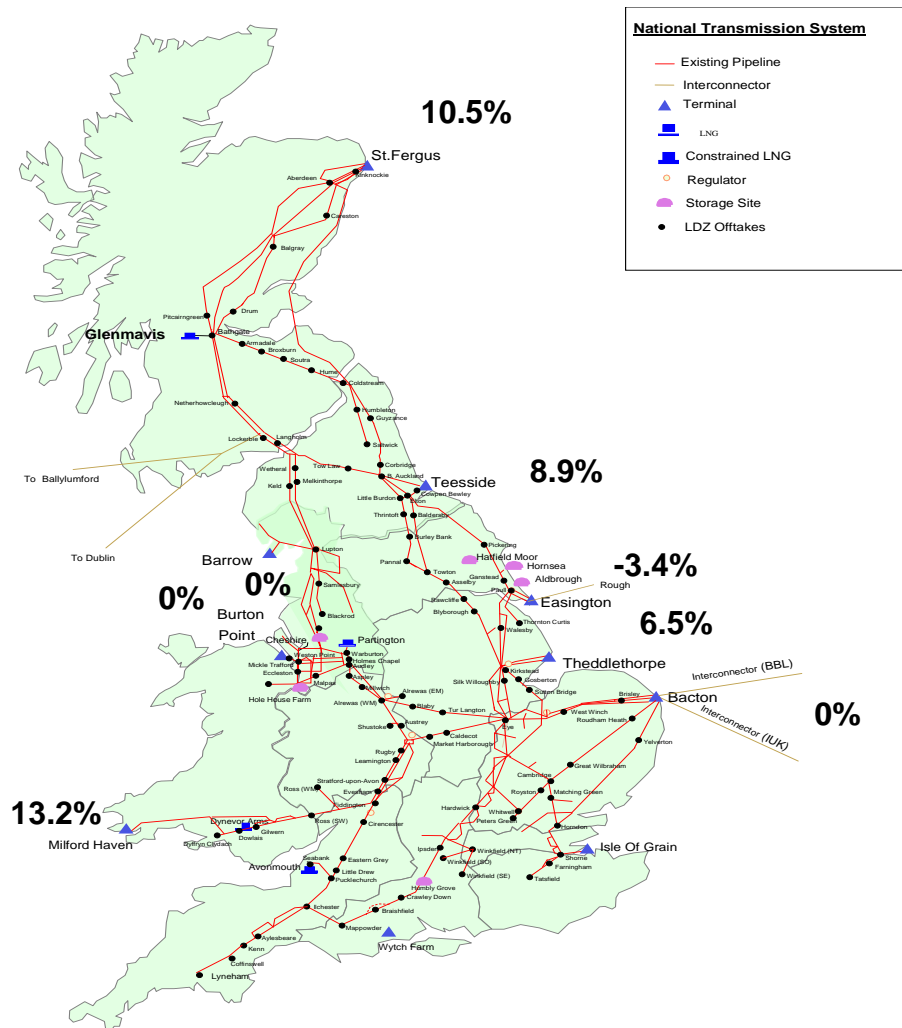 National Transmission System
Existing Pipeline
Interconnector
Terminal
LNG
Constrained LNG
Regulator
Storage Site
LDZ Offtakes
10.5%
St.Fergus
Aberdeen
Careston
Balgray
Drum
Pitcairngreen
Glenmavis
Bathgate
Armadale
Broxburn
Soutra
Hume
Coldstream
Netherhowcleugh
Humbleton
Guyzance
Lockerbie
Langholm
Saltwick
Corbridge
Wetheral
Tow Law
B. Auckland
8.9%
To Ballylumford
Keld
Melkinthorpe
Teesside
Cowpen Bewley
Little Burdon
Elton
Thrintoft
Balderaby
To Dublin
Burley Bank
Pickering
Barrow
Lupton
Pannal
Hatfield Moor
Hornsea
-3.4%
Towton
Aldbrough
Asselby
Ganstead
Rough
0%
0%
Samlesbury
Paull
Easington
Rawcliffe
Burton
Point
Blackrod
Blyborough
Thornton Curtis
6.5%
Walesby
Cheshire
Partington
Weston Point
Warburton
Mickle Trafford
Holmes Chapel
Audley
Theddlethorpe
Eccleston
Malpas
Aspley
Kirkstead
Silk Willoughby
Gosberton
Interconnector (BBL)
Hole House Farm
Milwich
Alrewas (EM)
Sutton Bridge
Brisley
Bacton
Alrewas (WM)
Blaby
Tur Langton
West Winch
Roudham Heath
0%
Interconnector (IUK)
Shustoke
Austrey
Caldecot
Eye
Market Harborough
Yelverton
Rugby
Leamington
Great Wilbraham
Stratford-upon-Avon
Cambridge
Ross (WM)
Evesham
Royston
Matching Green
13.2%
Fiddington
Hardwick
Whitwell
Dynevor Arms
Ross (SW)
Cirencester
Peters Green
Horndon
Milford Haven
Gilwern
Dowlais
Dyffryn Clydach
Ipsden
Winkfield (NT)
Isle Of Grain
Seabank
Eastern Grey
Winkfield (SO)
Shorne
Farningham
Avonmouth
Little Drew
Winkfield (SE)
Tatsfield
Pucklechurch
Humbly Grove
Crawley Down
Ilchester
Braishfield
Mappowder
Aylesbeare
Wytch Farm
Kenn
Coffinswell
Lyneham